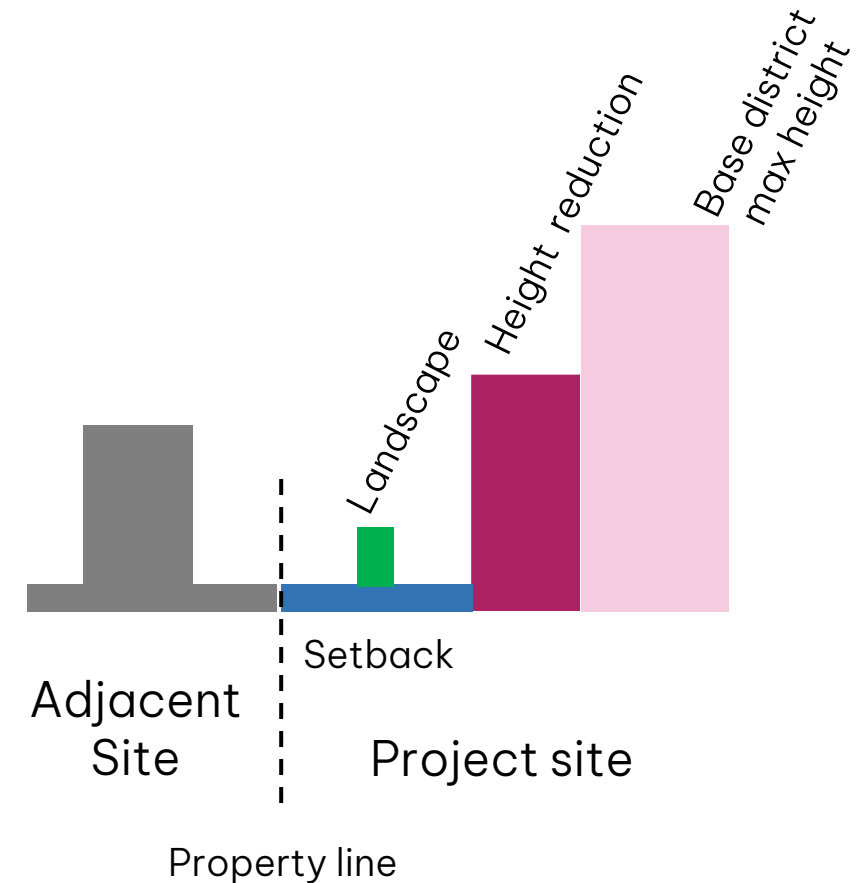 Base district
max height
Height reduction
Landscape
Setback
Adjacent
Site
Project site
Property line